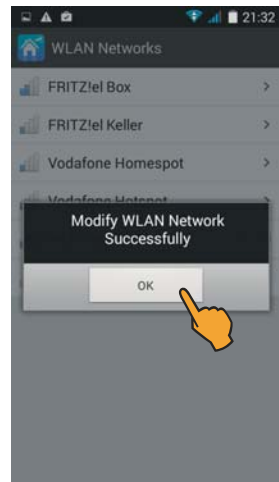 21:32
WLAN Networks
FRITZ!el Box
FRITZ!el Keller
Vodafone Homespot
Vodafone Hotspot
Modify WLAN Network
Successfully
OK